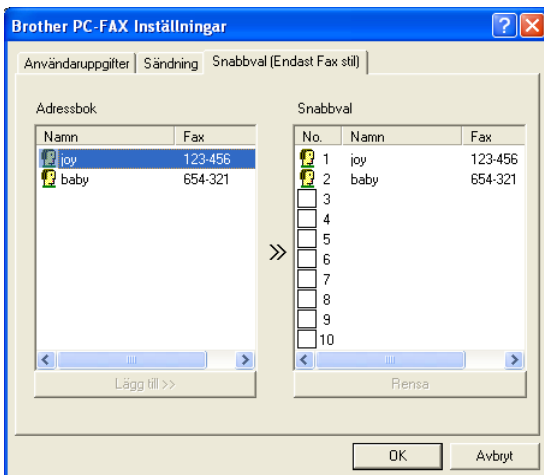 Brother PC-FAX Inställningar
Användaruppgifter Sändning Snabbval (Endast Fax stil)
Adressbok Snabbval
Namn Fax No. Namn Fax
joy 123-456 1 joy 123-456
baby 654-321 2 baby 654-321
3
4
5
6
7
8
9
10
Lägg till >> Rensa
OK Avbryt